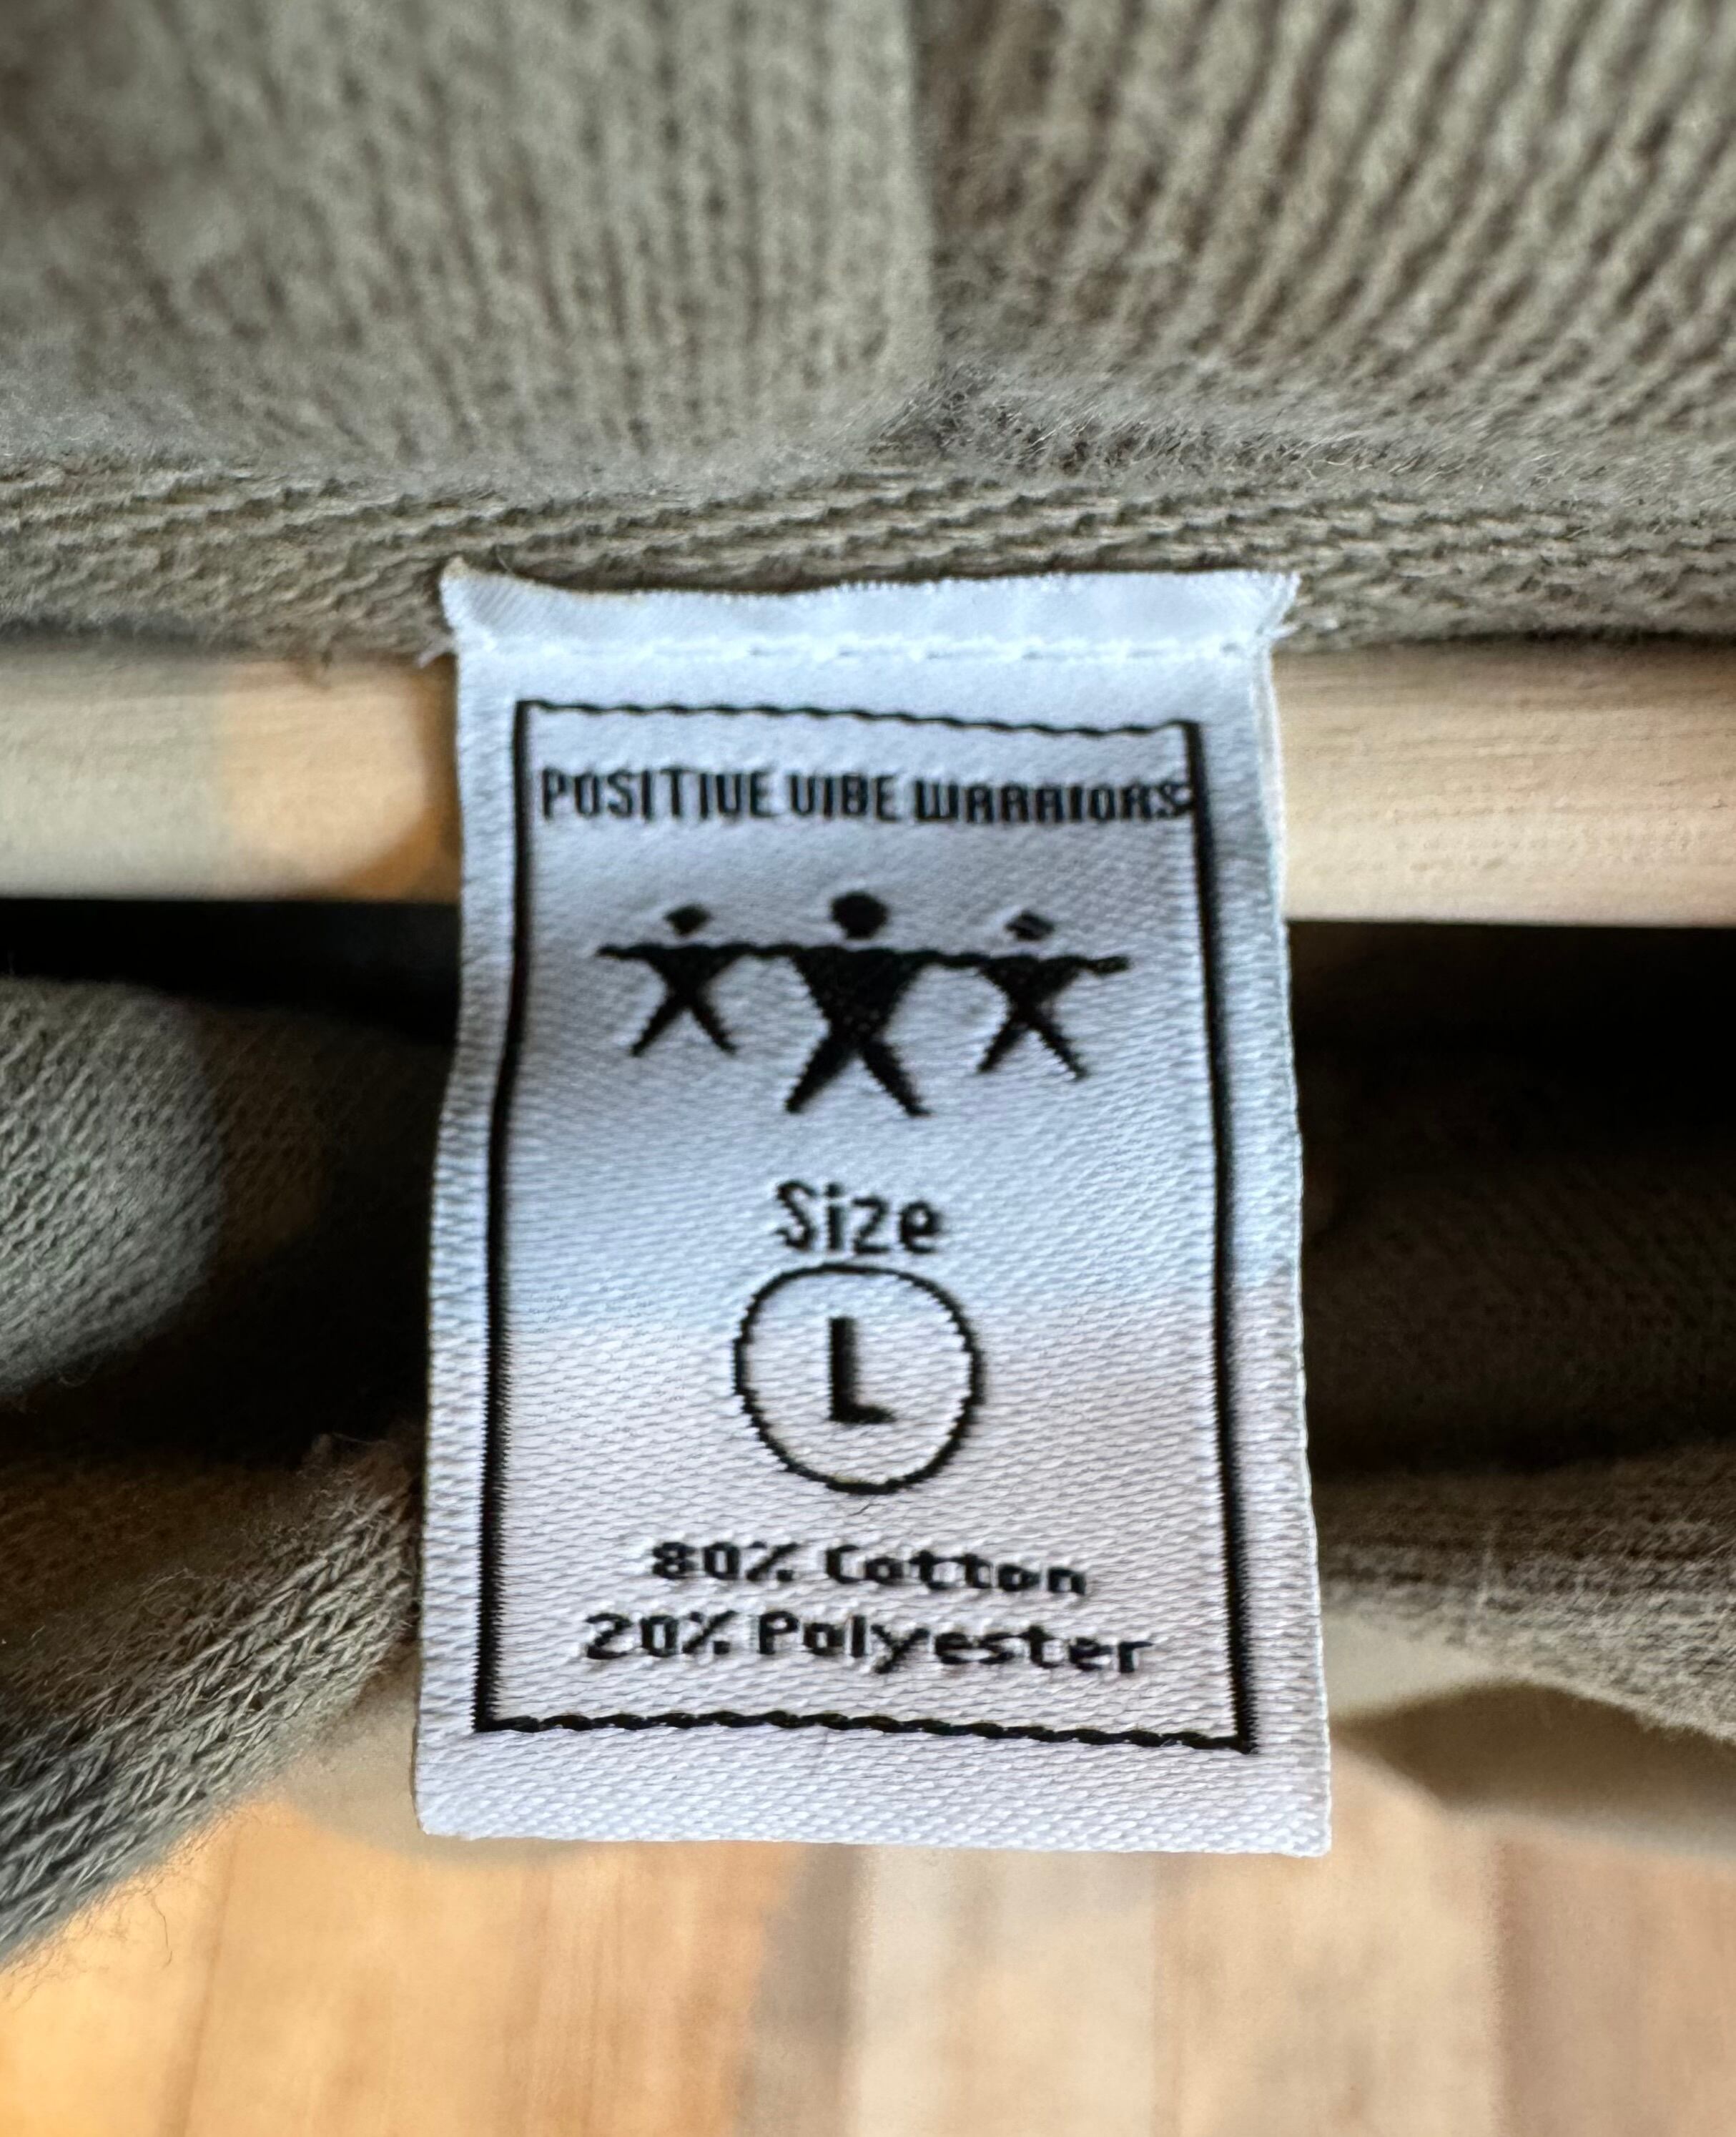 POSITIVE VIBE WARRIORS
Size
L
80% Cotton
20% Polyester